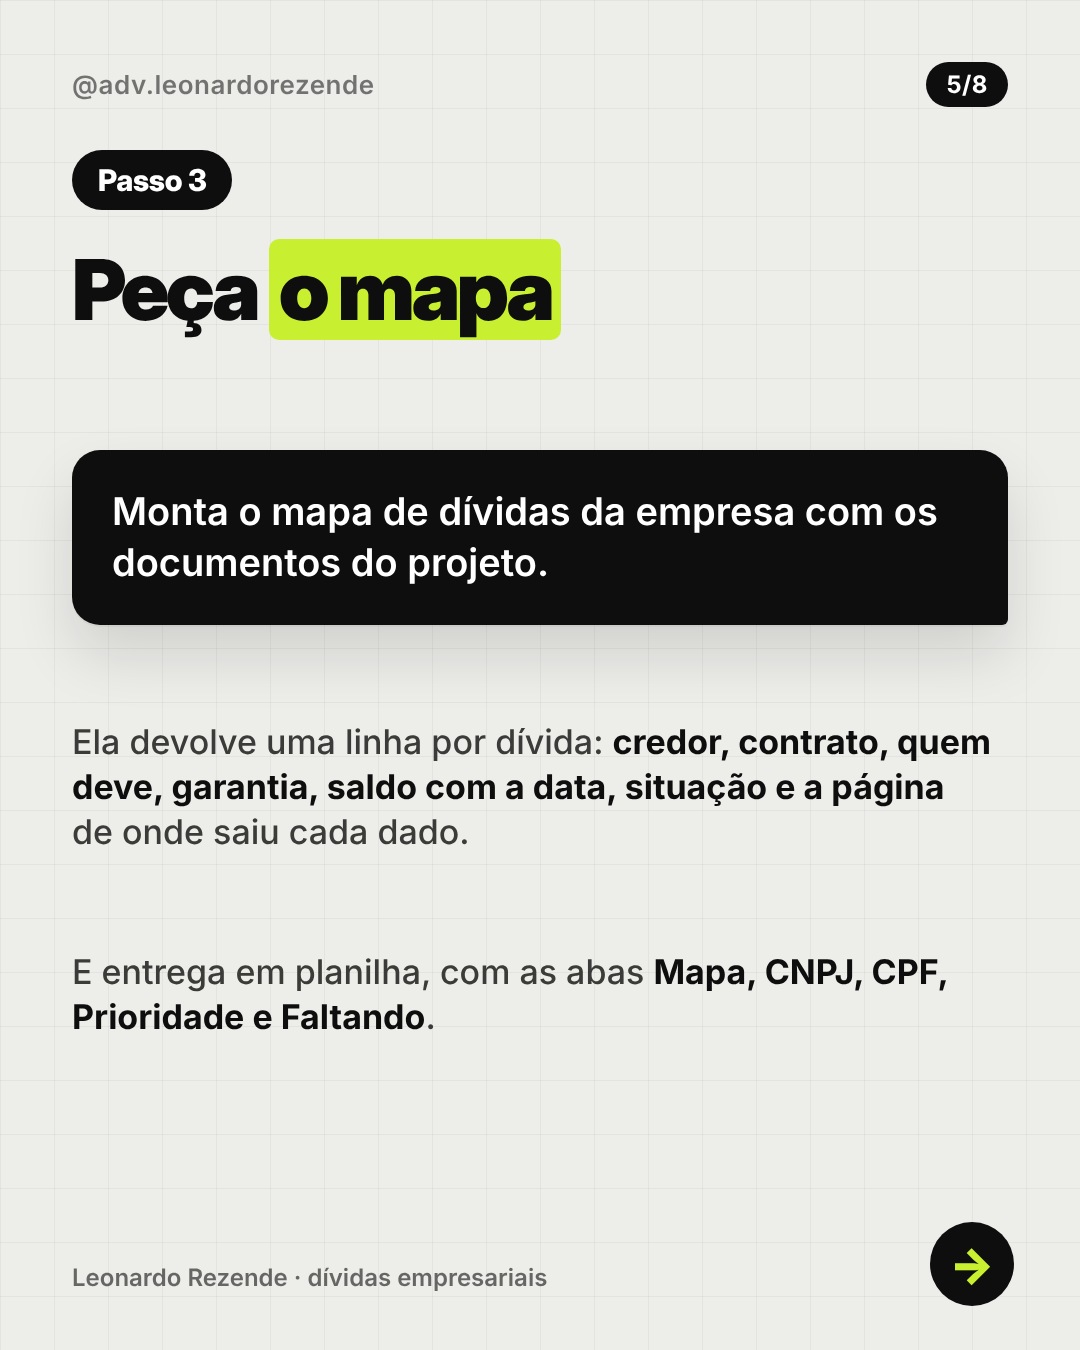 @adv.leonardorezende
5/8
Passo 3
Peça o mapa
Monta o mapa de dívidas da empresa com os
documentos do projeto.
Ela devolve uma linha por dívida: credor, contrato, quem
deve, garantia, saldo com a data, situação e a página
de onde saiu cada dado.
E entrega em planilha, com as abas Mapa, CNPJ, CPF,
Prioridade e Faltando.
Leonardo Rezende · dívidas empresariais